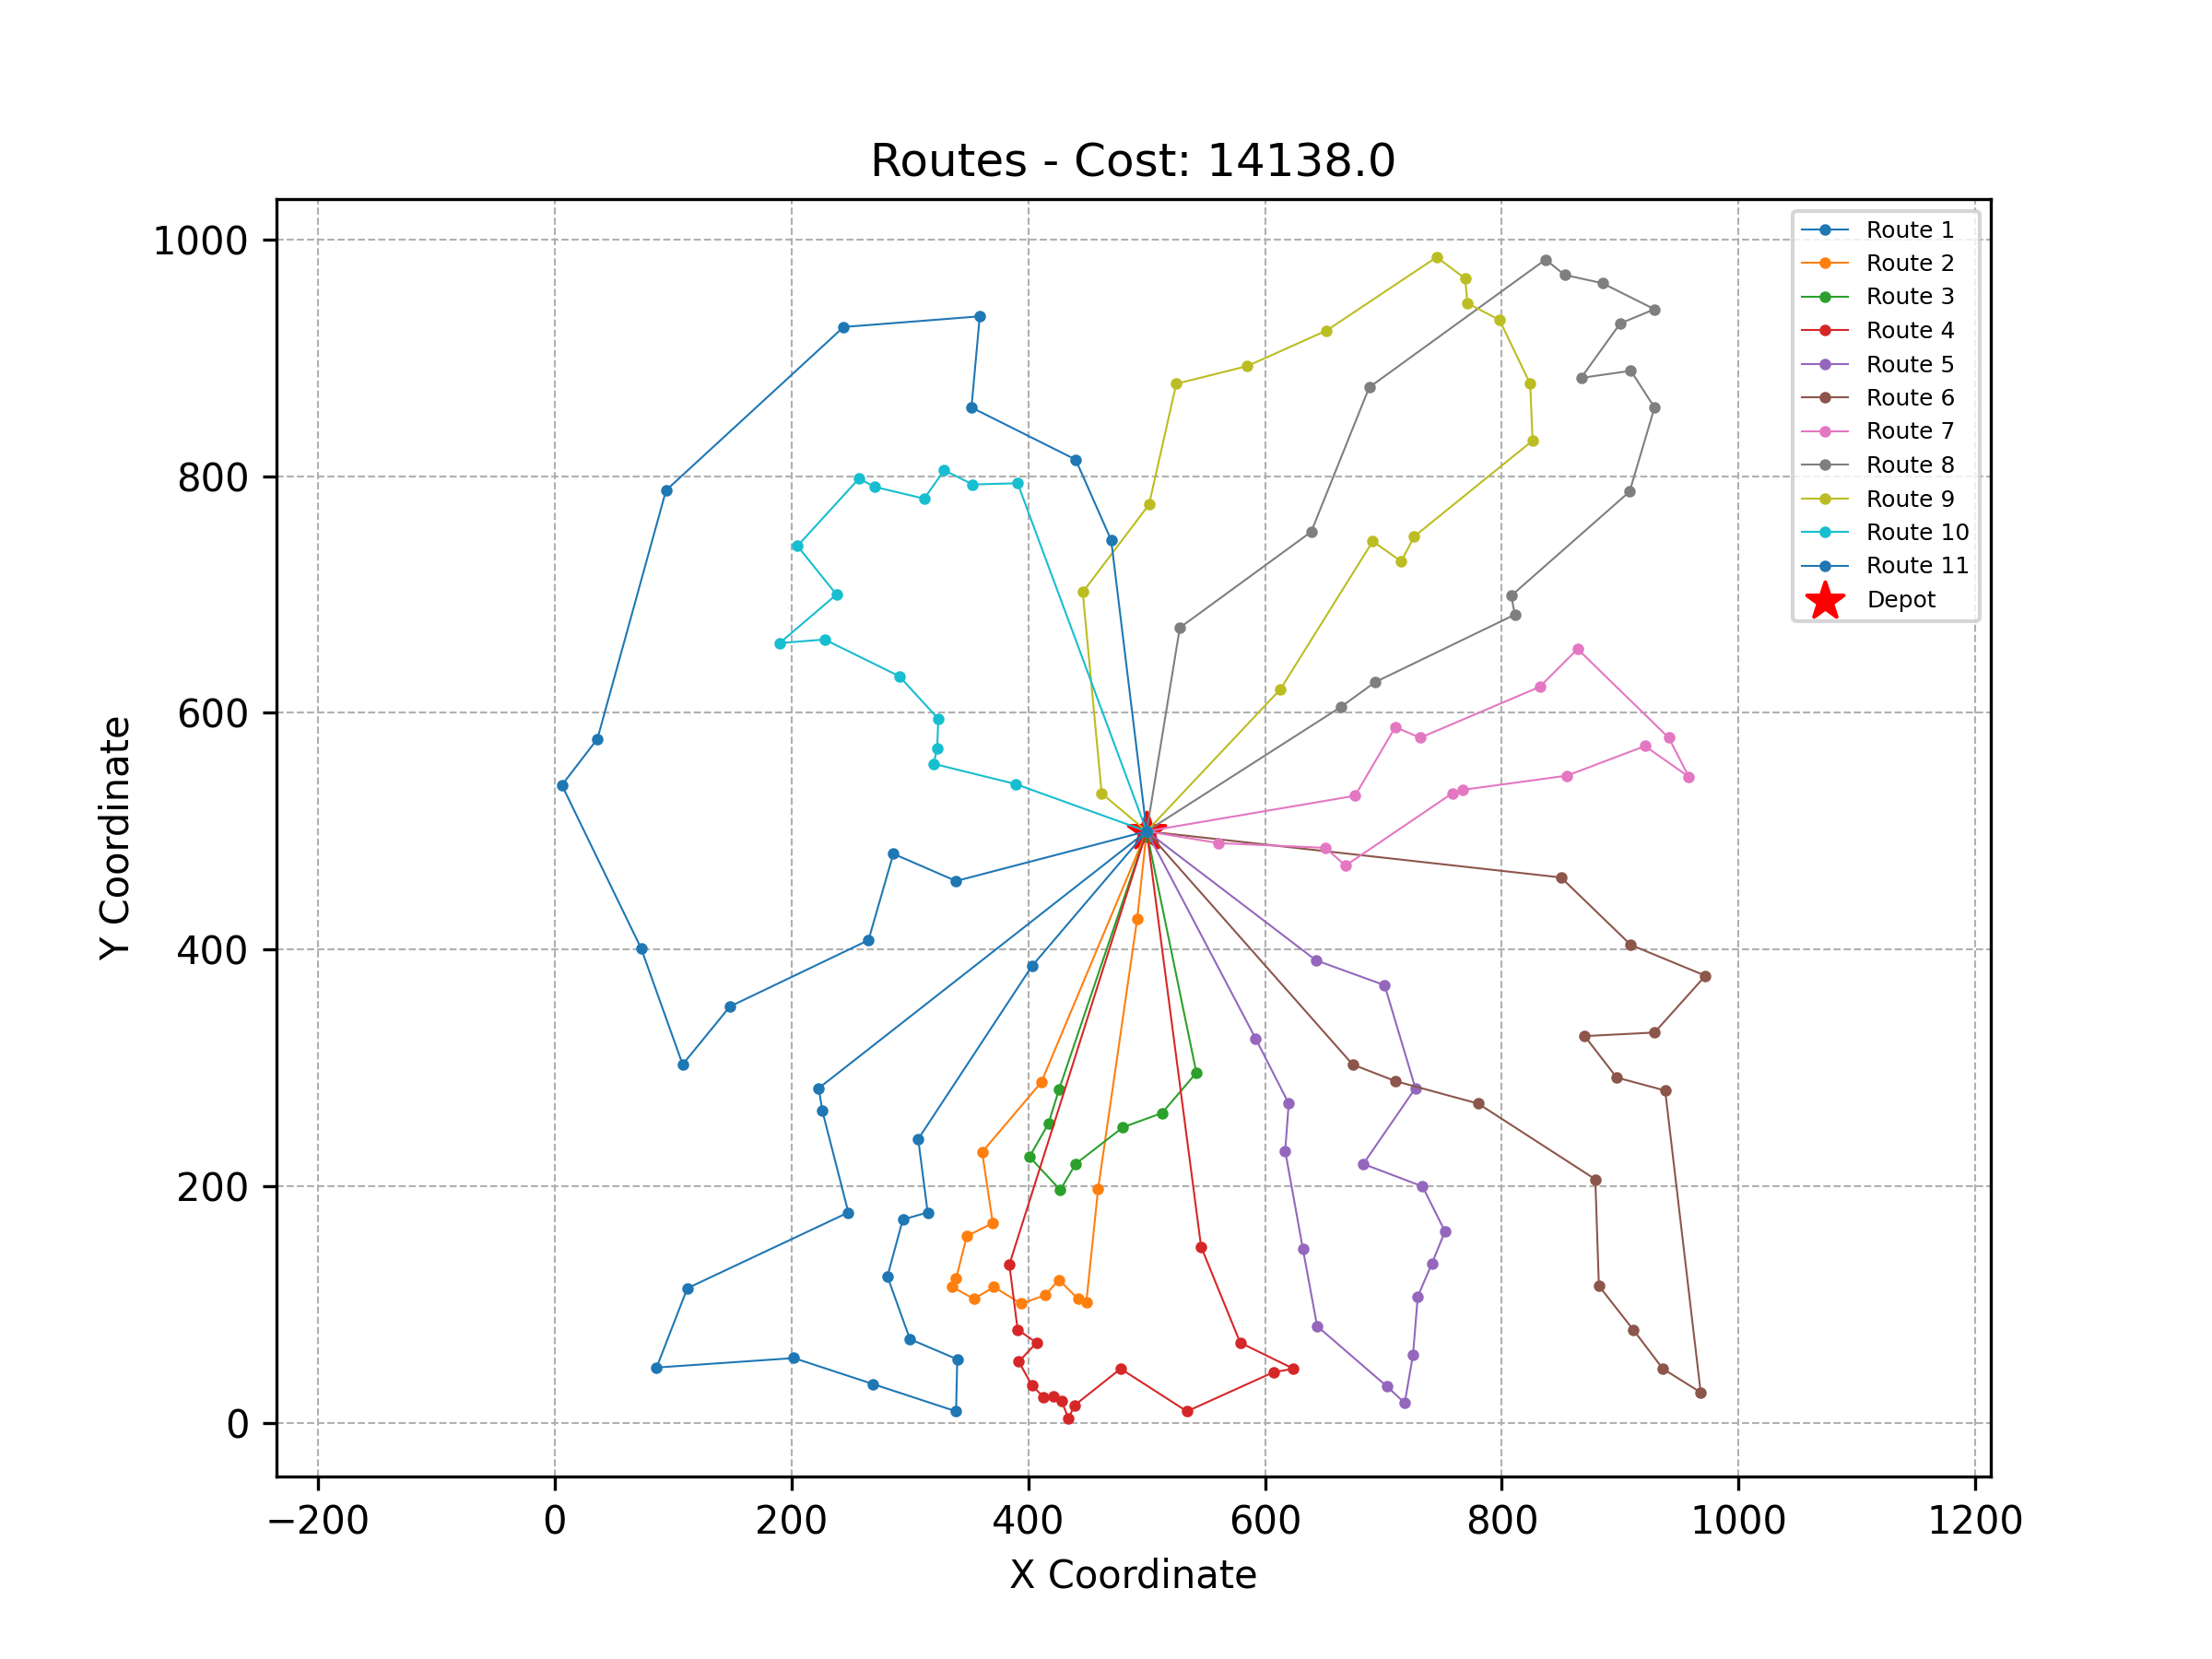 Routes - Cost: 14138.0
1000
800
600
400
200
0
Y Coordinate
−200
0
200
400
600
800
1000
1200
X Coordinate
Route 1
Route 2
Route 3
Route 4
Route 5
Route 6
Route 7
Route 8
Route 9
Route 10
Route 11
Depot